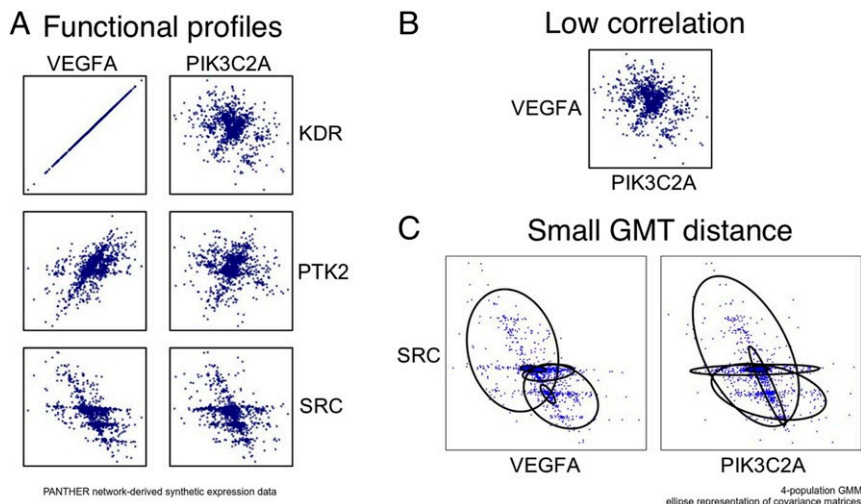 A Functional profiles
VEGFA PIK3C2A
KDR
PTK2
SRC
PANTHER network-derived synthetic expression data
B Low correlation
VEGFA
PIK3C2A
C Small GMT distance
SRC
VEGFA PIK3C2A
4-population GMM
ellipse representation of covariance matrices